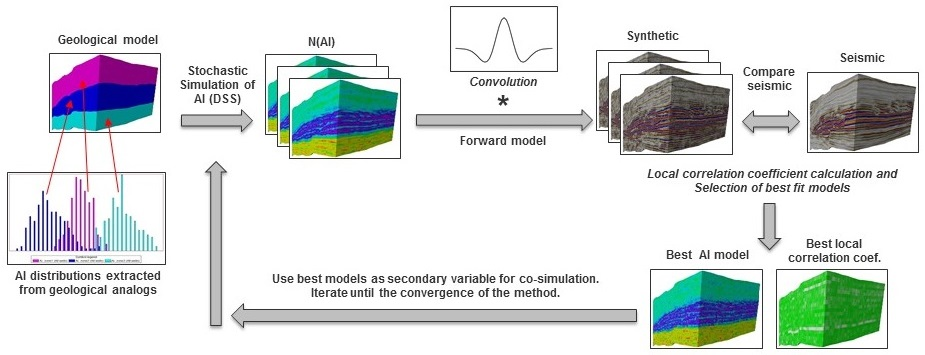 Geological model
Stochastic
Simulation of
AI (DSS)
N(AI)
Convolution
*
Forward model
Synthetic
Compare
seismic
Seismic
Local correlation coefficient calculation and
Selection of best fit models
AI distributions extracted
from geological analogs
Use best models as secondary variable for co-simulation.
Iterate until the convergence of the method.
Best AI model
Best local
correlation coef.